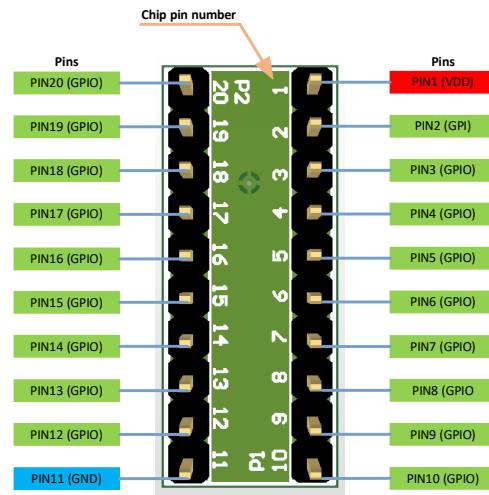 Chip pin number
Pins
Pins
PIN20 (GPIO)
20
P2
1
PIN1 (VDD)
PIN19 (GPIO)
19
2
PIN2 (GPI)
PIN18 (GPIO)
18
3
PIN3 (GPIO)
PIN17 (GPIO)
17
4
PIN4 (GPIO)
PIN16 (GPIO)
16
5
PIN5 (GPIO)
PIN15 (GPIO)
15
6
PIN6 (GPIO)
PIN14 (GPIO)
14
7
PIN7 (GPIO)
PIN13 (GPIO)
13
8
PIN8 (GPIO
PIN12 (GPIO)
12
9
PIN9 (GPIO)
PIN11 (GND)
11
P1
10
PIN10 (GPIO)